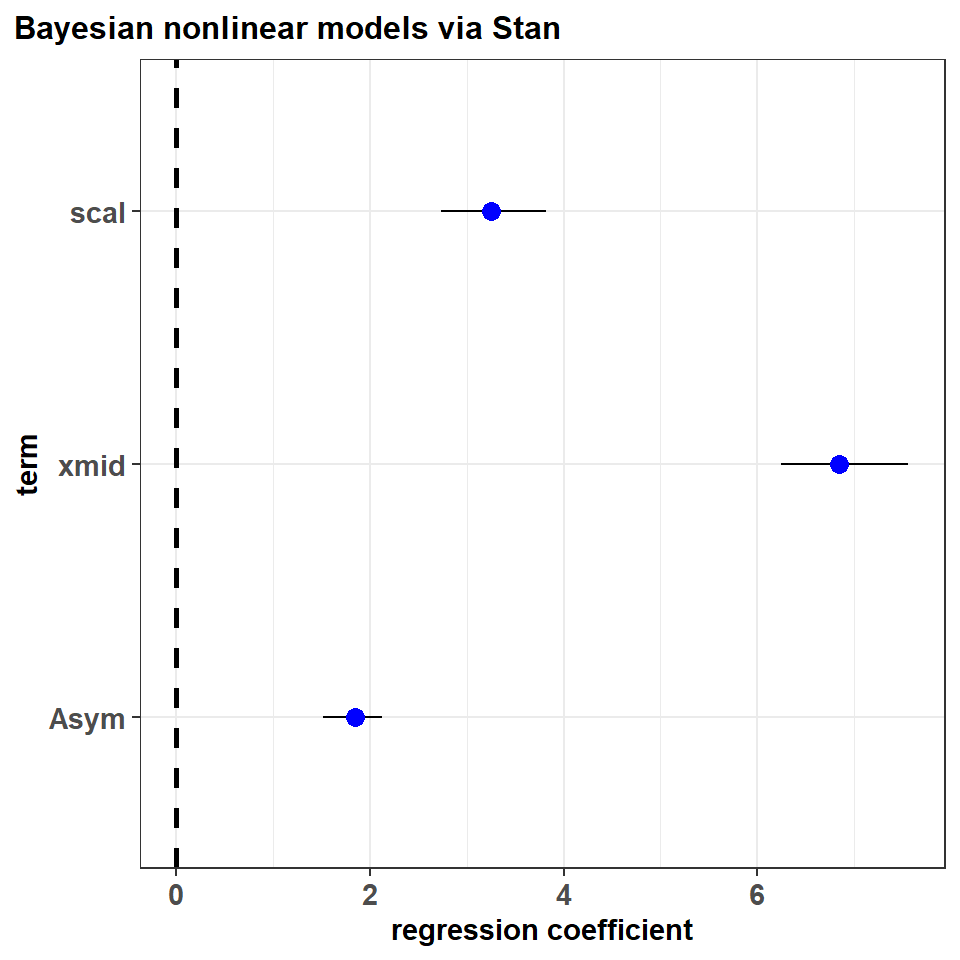 Bayesian nonlinear models via Stan
term
scal
xmid
Asym
0 2 4 6
regression coefficient